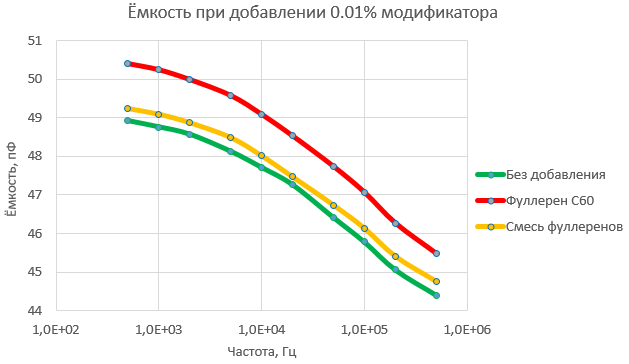 Ёмкость при добавлении 0.01% модификатора
51
50
49
48
47
46
45
44
Ёмкость, пФ
1,0E+02 1,0E+03 1,0E+04 1,0E+05 1,0E+06
Частота, Гц
Без добавления
Фуллерен С60
Смесь фуллеренов